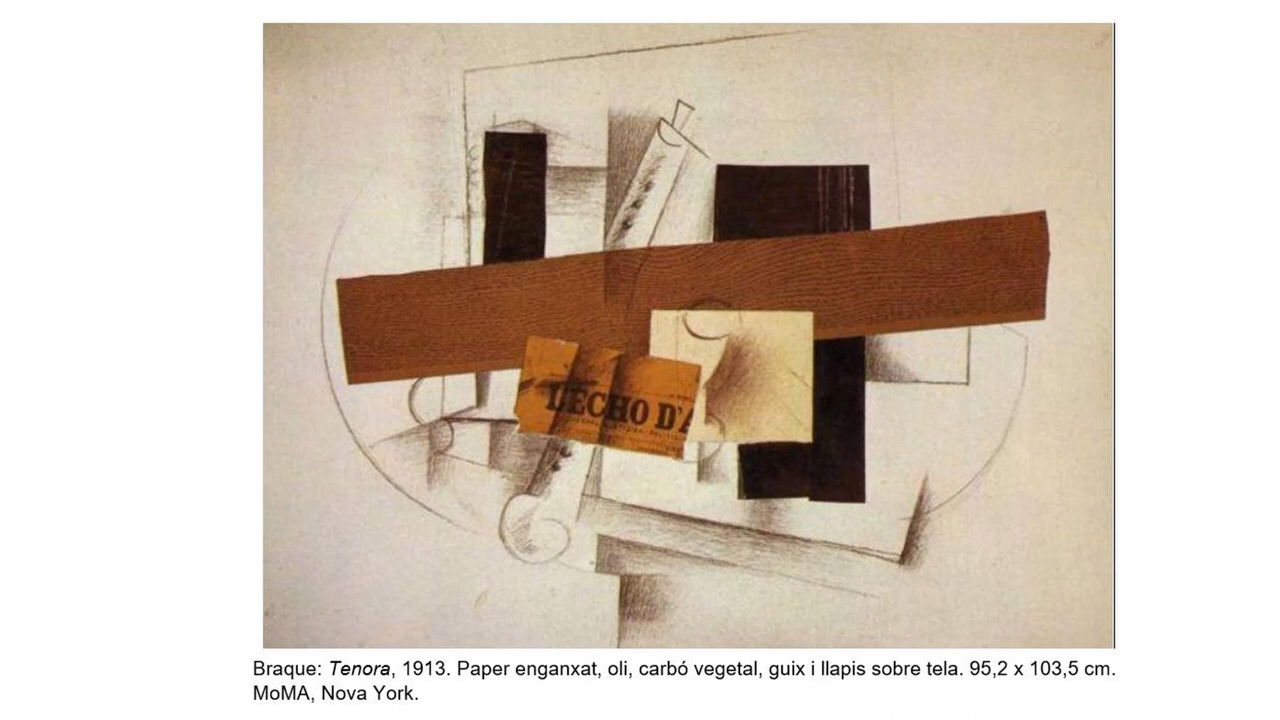 L'ECHO D'A
Braque: Tenora, 1913. Paper enganxat, oli, carbó vegetal, guix i llapis sobre tela. 95,2 x 103,5 cm.
MoMA, Nova York.